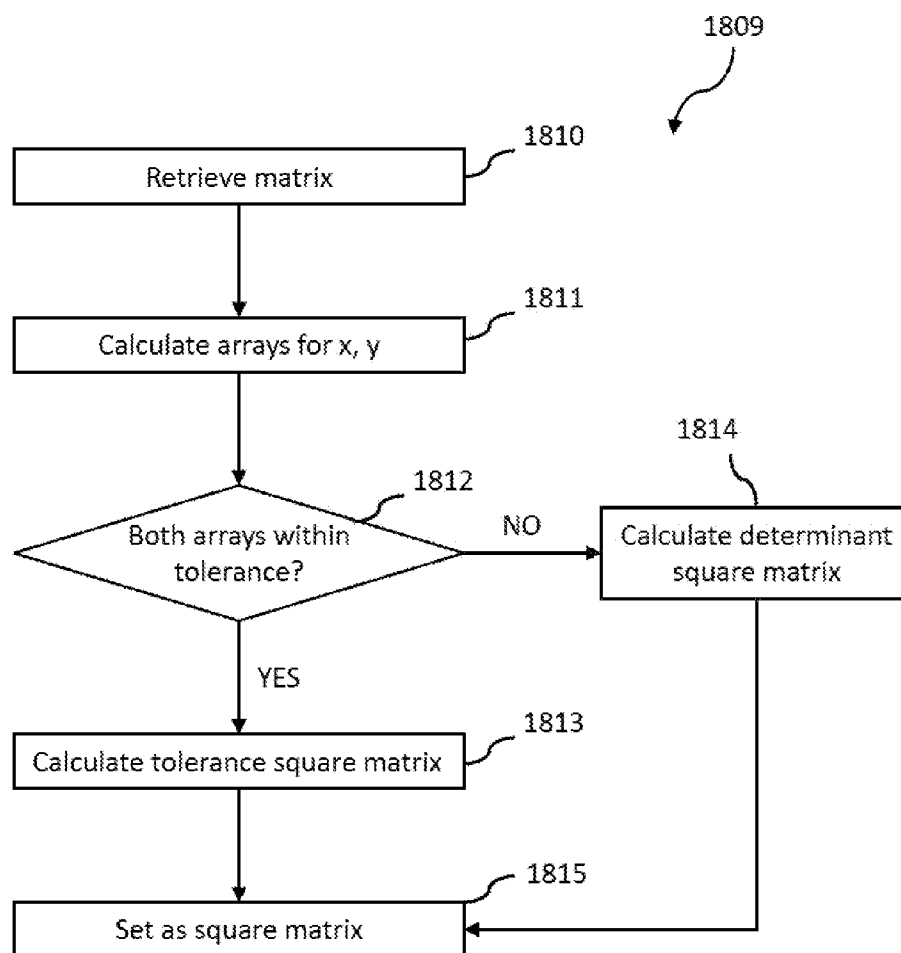 1809
1810
Retrieve matrix
1811
Calculate arrays for x, y
1812
Both arrays within
tolerance?
NO
1814
Calculate determinant
square matrix
YES
1813
Calculate tolerance square matrix
1815
Set as square matrix